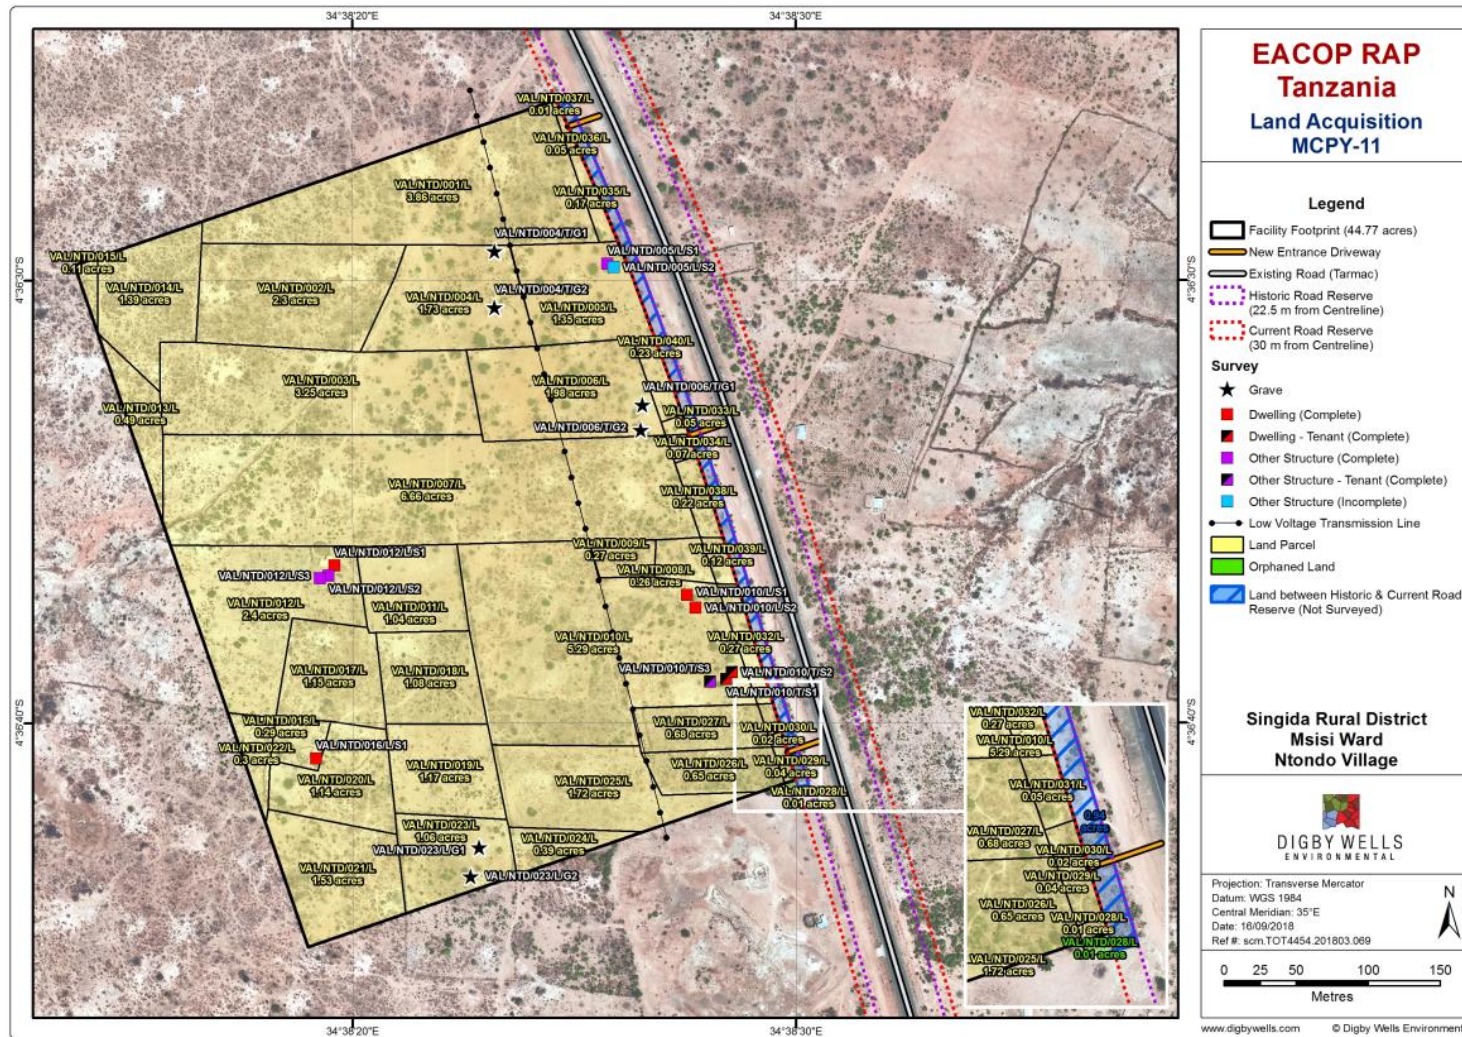 34°38'20"E
34°38'30"E
VAL/NTD/037/L
0.01 acres
VAL/NTD/036/L
0.05 acres
VAL/NTD/001/L
3.86 acres
VAL/NTD/035/L
0.17 acres
VAL/NTD/004/T/G1
VAL/NTD/005/L/S1
VAL/NTD/005/L/S2
VAL/NTD/015/L
0.11 acres
4°36'30"S
4°36'30"S
VAL/NTD/014/L
1.39 acres
VAL/NTD/002/L
2.3 acres
VAL/NTD/004/L
1.73 acres
VAL/NTD/004/T/G2
VAL/NTD/005/L
1.35 acres
VAL/NTD/040/L
0.23 acres
VAL/NTD/003/L
3.25 acres
VAL/NTD/006/L
1.98 acres
VAL/NTD/006/T/G1
VAL/NTD/013/L
0.49 acres
VAL/NTD/033/L
0.05 acres
VAL/NTD/006/T/G2
VAL/NTD/034/L
0.07 acres
VAL/NTD/007/L
6.66 acres
VAL/NTD/038/L
0.22 acres
VAL/NTD/012/L/S1
VAL/NTD/009/L
0.27 acres
VAL/NTD/039/L
0.12 acres
VAL/NTD/012/L/S3
VAL/NTD/012/L/S2
VAL/NTD/008/L
0.26 acres
VAL/NTD/010/L/S1
VAL/NTD/010/L/S2
VAL/NTD/012/L
2.4 acres
VAL/NTD/011/L
1.04 acres
VAL/NTD/010/L
5.29 acres
VAL/NTD/032/L
0.27 acres
VAL/NTD/017/L
1.15 acres
VAL/NTD/018/L
1.08 acres
VAL/NTD/010/T/S3
VAL/NTD/010/T/S2
VAL/NTD/010/T/S1
VAL/NTD/016/L
0.29 acres
VAL/NTD/027/L
0.68 acres
VAL/NTD/030/L
0.02 acres
4°36'40"S
4°36'40"S
VAL/NTD/022/L
0.3 acres
VAL/NTD/016/L/S1
VAL/NTD/019/L
1.17 acres
VAL/NTD/026/L
0.65 acres
VAL/NTD/029/L
0.04 acres
VAL/NTD/020/L
1.14 acres
VAL/NTD/025/L
1.72 acres
VAL/NTD/028/L
0.01 acres
VAL/NTD/023/L
1.06 acres
VAL/NTD/024/L
0.39 acres
VAL/NTD/023/L/G1
VAL/NTD/021/L
1.53 acres
VAL/NTD/023/L/G2
VAL/NTD/032/L
0.27 acres
VAL/NTD/010/L
5.29 acres
VAL/NTD/031/L
0.05 acres
0.94
acres
VAL/NTD/027/L
0.68 acres
VAL/NTD/030/L
0.02 acres
VAL/NTD/029/L
0.04 acres
VAL/NTD/026/L
0.65 acres
VAL/NTD/028/L
0.01 acres
VAL/NTD/028/L
0.01 acres
VAL/NTD/025/L
1.72 acres
34°38'20"E
34°38'30"E
EACOP RAP
Tanzania
Land Acquisition
MCPY-11
Legend
Facility Footprint (44.77 acres)
New Entrance Driveway
Existing Road (Tarmac)
Historic Road Reserve
(22.5 m from Centreline)
Current Road Reserve
(30 m from Centreline)
Survey
Grave
Dwelling (Complete)
Dwelling - Tenant (Complete)
Other Structure (Complete)
Other Structure - Tenant (Complete)
Other Structure (Incomplete)
Low Voltage Transmission Line
Land Parcel
Orphaned Land
Land between Historic & Current Road
Reserve (Not Surveyed)
Singida Rural District
Msisi Ward
Ntondo Village
DIGBY WELLS
ENVIRONMENTAL
Projection: Transverse Mercator
Datum: WGS 1984
Central Meridian: 35°E
Date: 16/09/2018
Ref #: scm.TOT4454.201803.069
N
0 25 50 100 150
Metres
www.digbywells.com © Digby Wells Environment